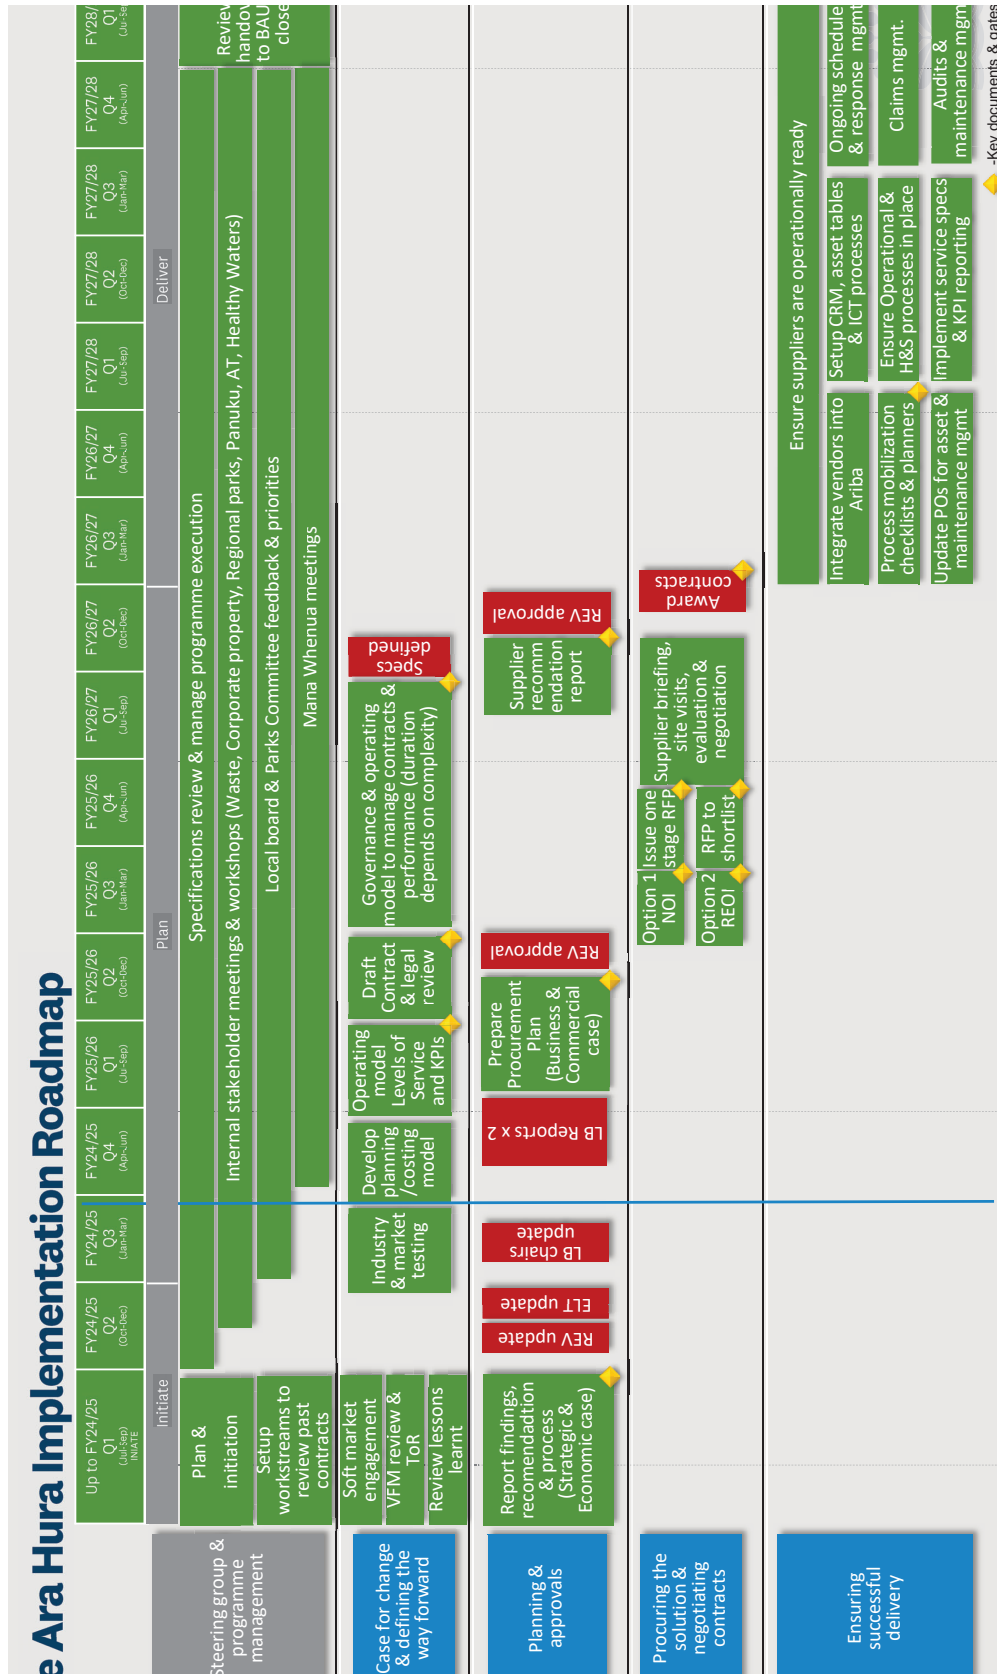 e Ara Hura Implementation Roadmap
Up to FY24/25
Q1
(Jul-Sep)
INIATE
FY24/25
Q2
(Oct-Dec)
FY24/25
Q3
(Jan-Mar)
FY24/25
Q4
(Apr-Jun)
FY25/26
Q1
(Ju-Sep)
FY25/26
Q2
(Oct-Dec)
FY25/26
Q3
(Jan-Mar)
FY25/26
Q4
(Apr-Jun)
FY26/27
Q1
(Ju-Sep)
FY26/27
Q2
(Oct-Dec)
FY26/27
Q3
(Jan-Mar)
FY26/27
Q4
(Apr-Jun)
FY27/28
Q1
(Ju-Sep)
FY27/28
Q2
(Oct-Dec)
FY27/28
Q3
(Jan-Mar)
FY27/28
Q4
(Apr-Jun)
FY28/
Q1
(Ju-Sep
Initiate
Plan
Deliver
Steering group &
programme
management
Plan &
initiation
Setup
workstreams to
review past
contracts
Specifications review & manage programme execution
Internal stakeholder meetings & workshops (Waste, Corporate property, Regional parks, Panuku, AT, Healthy Waters)
Local board & Parks Committee feedback & priorities
Mana Whenua meetings
Review
handov
to BAU
close
Case for change
& defining the
way forward
Soft market
engagement
VFM review &
ToR
Review lessons
learnt
Industry
& market
testing
Develop
planning
/costing
model
Operating
model
Levels of
Service
and KPIs
Draft
Contract
& legal
review
Governance & operating
model to manage contracts &
performance (duration
depends on complexity)
Specs
defined
Planning &
approvals
Report findings,
recomendadtion
& process
(Strategic &
Economic case)
REV update
ELT update
LB chairs
update
LB Reports x 2
Prepare
Procurement
Plan
(Business &
Commercial
case)
REV approval
Supplier
recomm
endation
report
REV approval
Procuring the
solution &
negotiating
contracts
Option 1
NOI
Issue one
stage RFP
Option 2
REOI
RFP to
shortlist
Supplier briefing,
site visits,
evaluation &
negotiation
Award
contracts
Ensuring
successful
delivery
Ensure suppliers are operationally ready
Integrate vendors into
Ariba
Setup CRM, asset tables
& ICT processes
Ongoing schedule
& response mgmt
Process mobilization
checklists & planners
Ensure Operational &
H&S processes in place
Claims mgmt.
Update POs for asset &
maintenance mgmt
Implement service specs
& KPI reporting
Audits &
maintenance mgm
-Key documents & gates